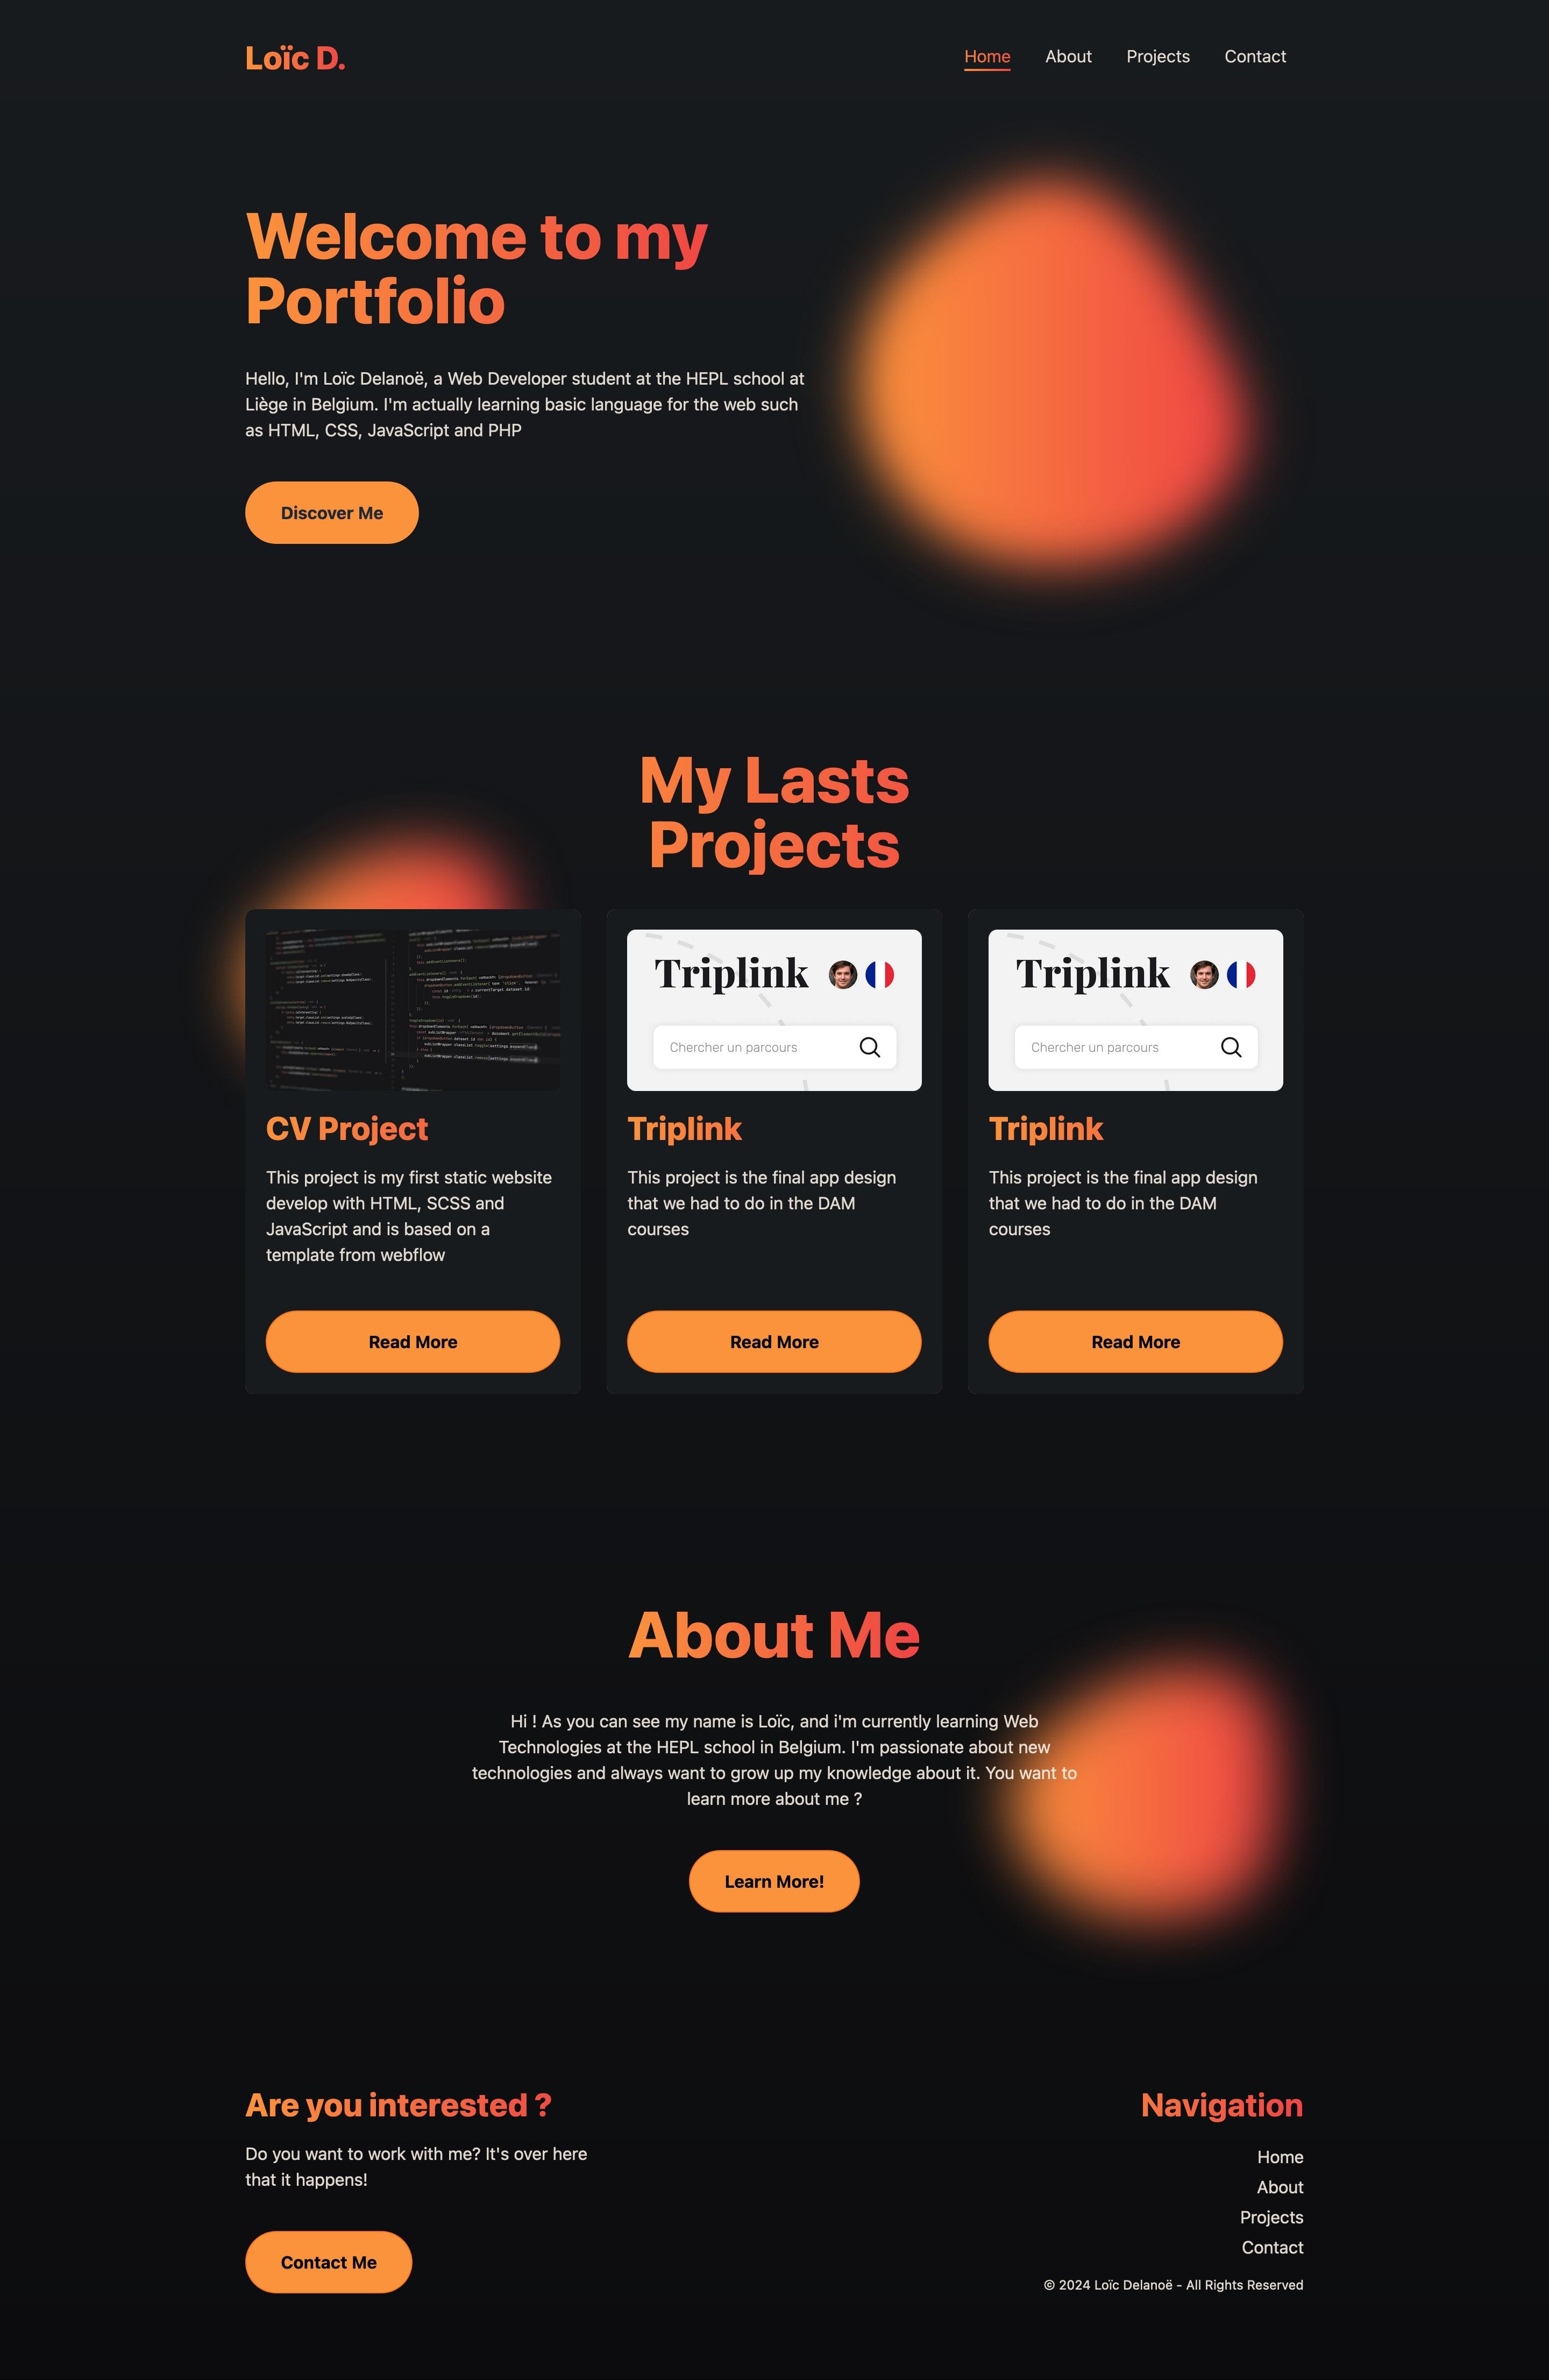 Loïc D.
Home
About
Projects
Contact
Welcome to my
Portfolio
Hello, I'm Loïc Delanoë, a Web Developer student at the HEPL school at
Liège in Belgium. I'm actually learning basic language for the web such
as HTML, CSS, JavaScript and PHP
Discover Me
My Lasts
Projects
CV Project
This project is my first static website
develop with HTML, SCSS and
JavaScript and is based on a
template from webflow
Read More
Triplink
Chercher un parcours
Triplink
This project is the final app design
that we had to do in the DAM
courses
Read More
Triplink
Chercher un parcours
Triplink
This project is the final app design
that we had to do in the DAM
courses
Read More
About Me
Hi ! As you can see my name is Loïc, and i'm currently learning Web
Technologies at the HEPL school in Belgium. I'm passionate about new
technologies and always want to grow up my knowledge about it. You want to
learn more about me ?
Learn More!
Are you interested ?
Do you want to work with me? It's over here
that it happens!
Contact Me
Navigation
Home
About
Projects
Contact
© 2024 Loïc Delanoë - All Rights Reserved